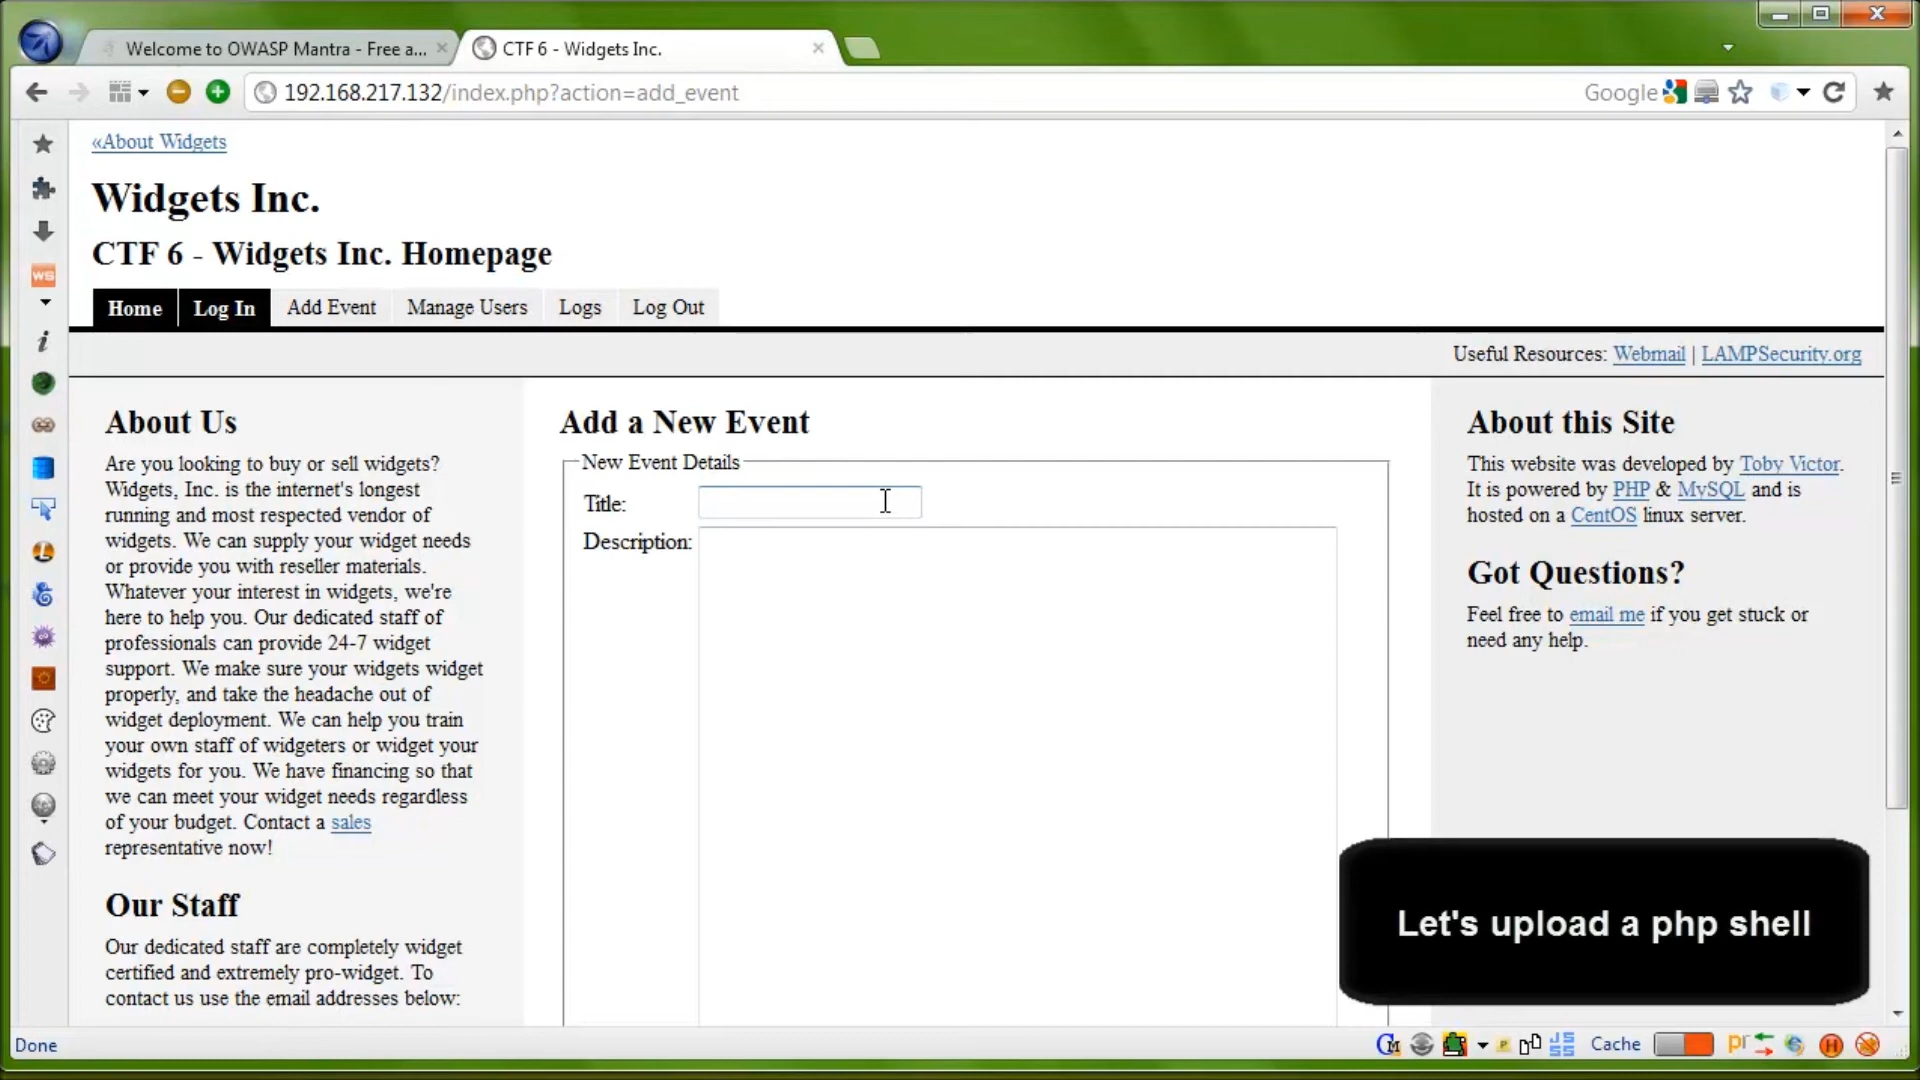 Welcome to OWASP Mantra - Free a...
CTF 6 - Widgets Inc.
192.168.217.132/index.php?action=add_event
Google
«About Widgets
Widgets Inc.
CTF 6 - Widgets Inc. Homepage
Home
Log In
Add Event
Manage Users
Logs
Log Out
Useful Resources: Webmail | LAMPSecurity.org
About Us
Are you looking to buy or sell widgets?
Widgets, Inc. is the internet's longest
running and most respected vendor of
widgets. We can supply your widget needs
or provide you with reseller materials.
Whatever your interest in widgets, we're
here to help you. Our dedicated staff of
professionals can provide 24-7 widget
support. We make sure your widgets widget
properly, and take the headache out of
widget deployment. We can help you train
your own staff of widgeters or widget your
widgets for you. We have financing so that
we can meet your widget needs regardless
of your budget. Contact a sales
representative now!
Our Staff
Our dedicated staff are completely widget
certified and extremely pro-widget. To
contact us use the email addresses below:
Add a New Event
New Event Details
Title:
Description:
About this Site
This website was developed by Toby Victor.
It is powered by PHP & MySQL and is
hosted on a CentOS linux server.
Got Questions?
Feel free to email me if you get stuck or
need any help.
Let's upload a php shell
Done
Cache